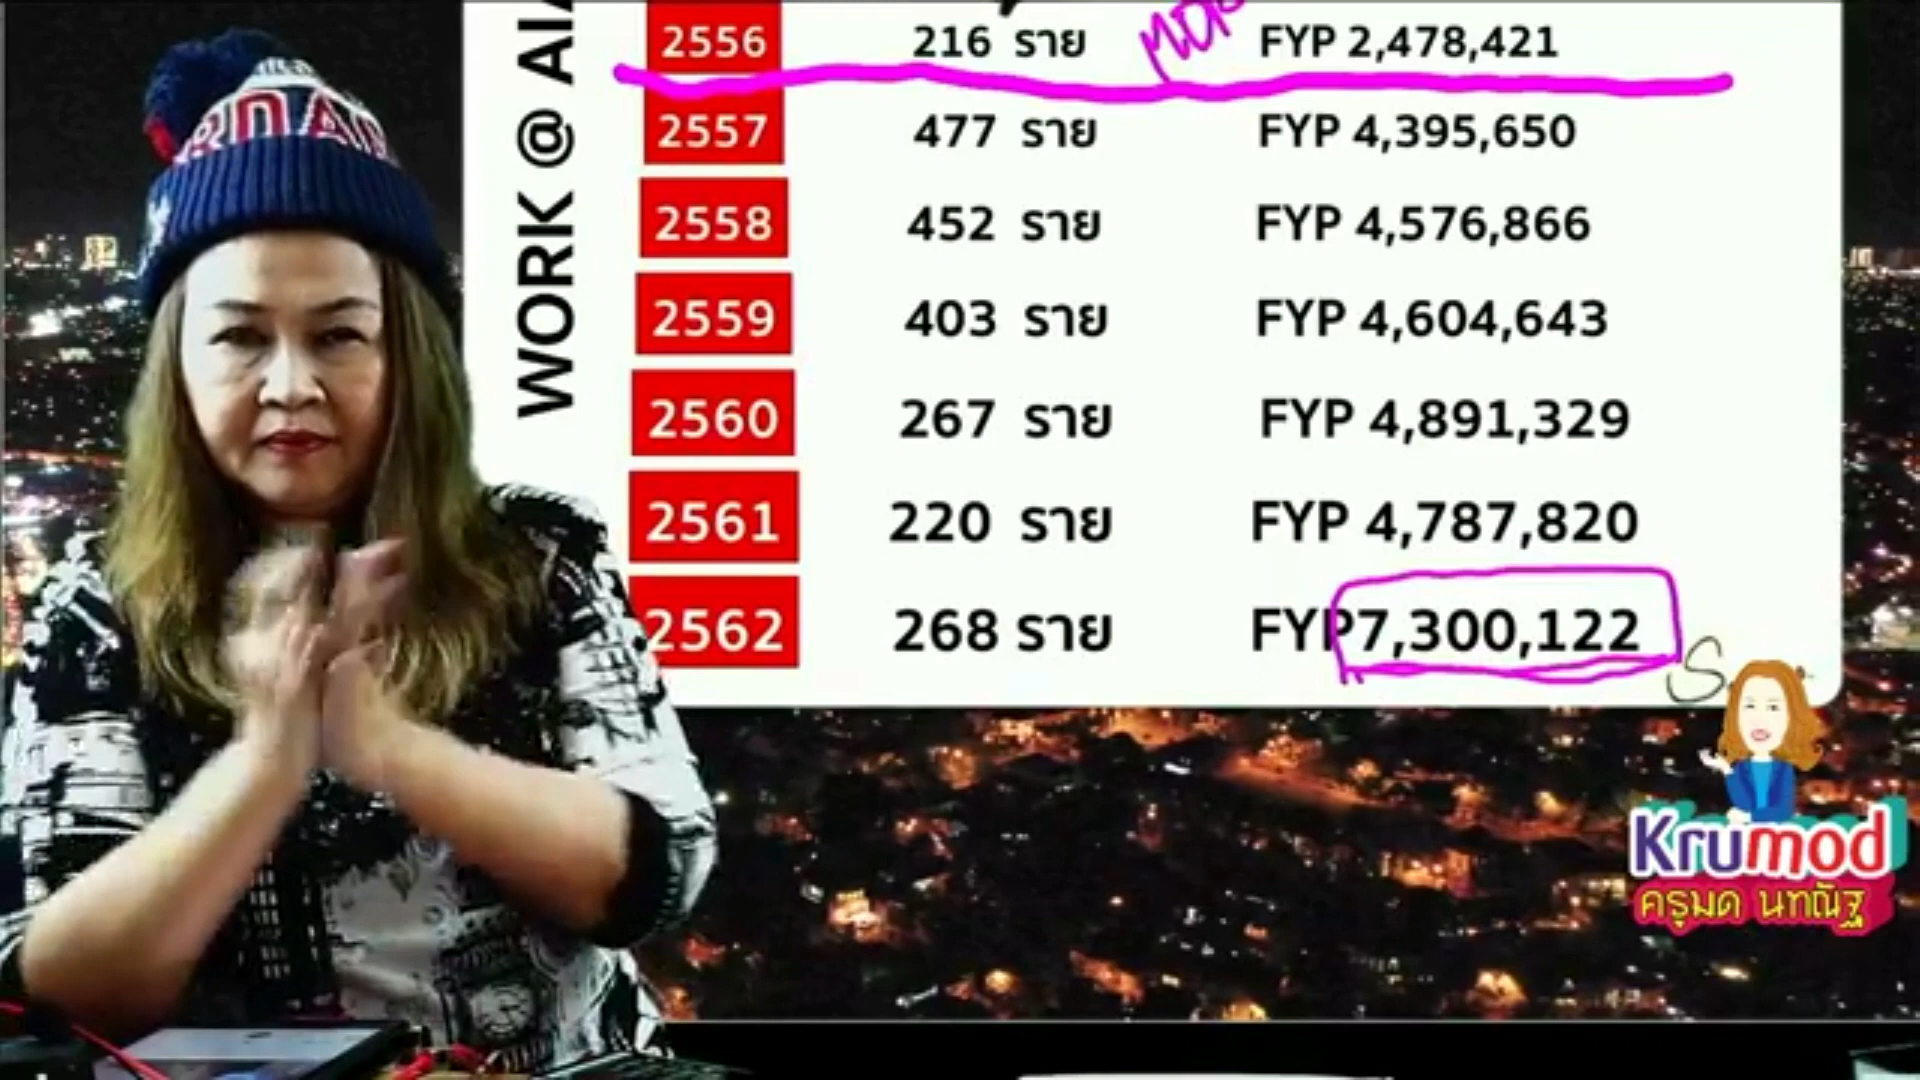 WORK @ AIA
2556 216 ราย FYP 2,478,421
2557 477 ราย FYP 4,395,650
2558 452 ราย FYP 4,576,866
2559 403 ราย FYP 4,604,643
2560 267 ราย FYP 4,891,329
2561 220 ราย FYP 4,787,820
2562 268 ราย FYP7,300,122
Krumod
ครูมด นทณัฐ